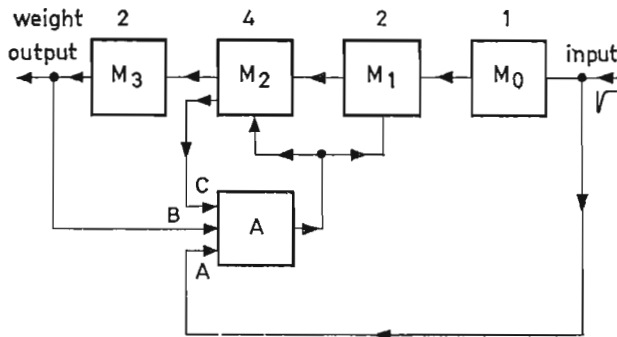 weight 2 4 2 1
output M3 M2 M1 M0 input
C
B A
A